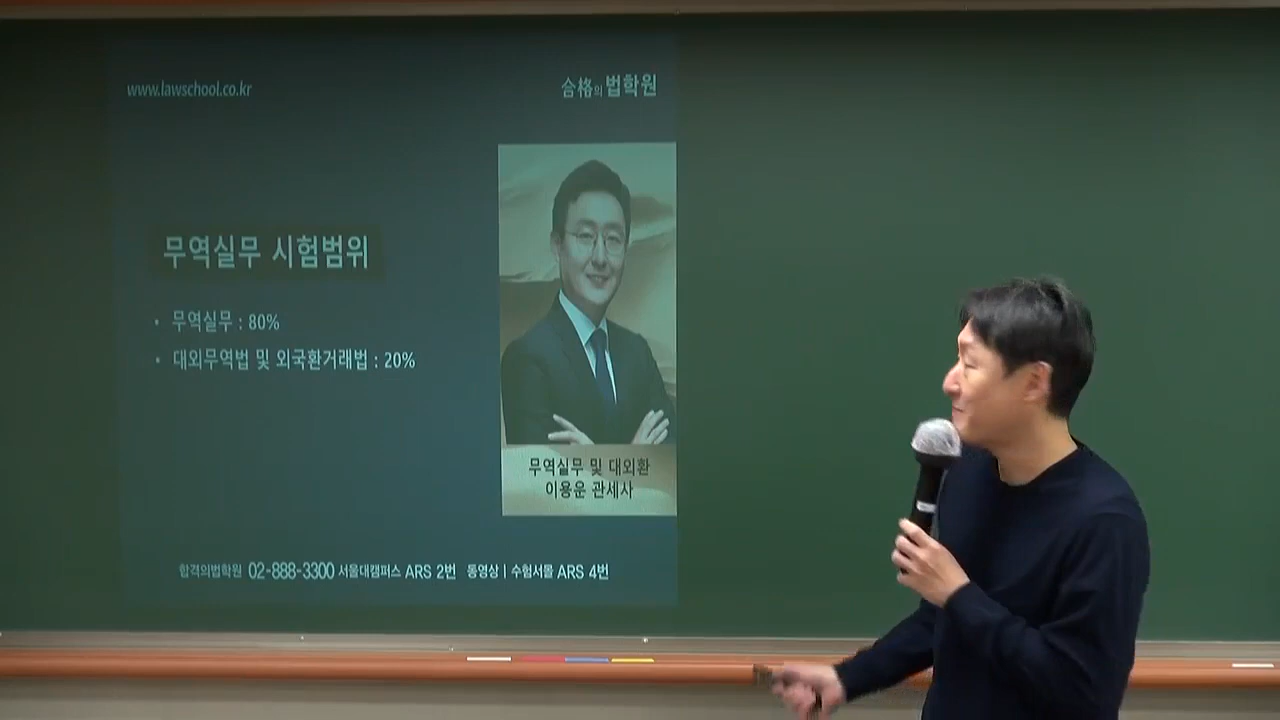 www.lawschool.co.kr
合格의 법학원
무역실무 시험범위
• 무역실무 : 80%
• 대외무역법 및 외국환거래법 : 20%
무역실무 및 대외환
이용운 관세사
합격의법학원 02-888-3300 서울대캠퍼스 ARS 2번 동영상 | 수험서몰 ARS 4번